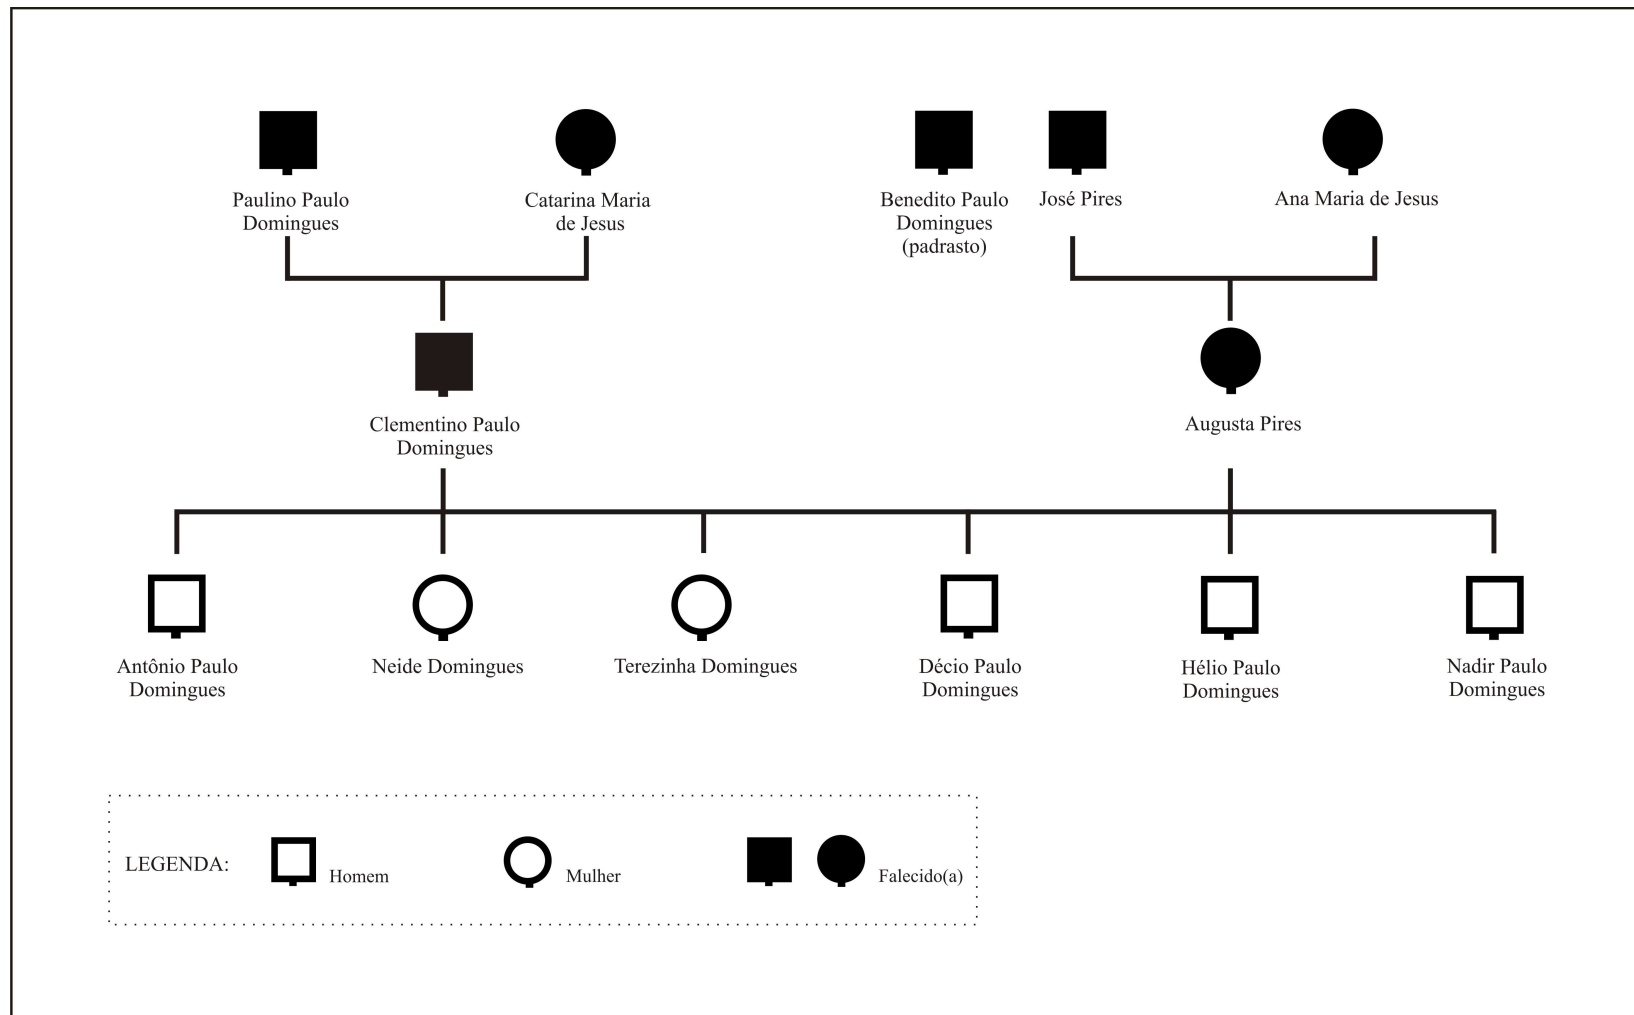 Paulino Paulo
Domingues
Catarina Maria
de Jesus
Benedito Paulo
Domingues
(padrasto)
José Pires
Ana Maria de Jesus
Clementino Paulo
Domingues
Augusta Pires
Antônio Paulo
Domingues
Neide Domingues
Terezinha Domingues
Décio Paulo
Domingues
Hélio Paulo
Domingues
Nadir Paulo
Domingues
LEGENDA:
Homem
Mulher
Falecido(a)